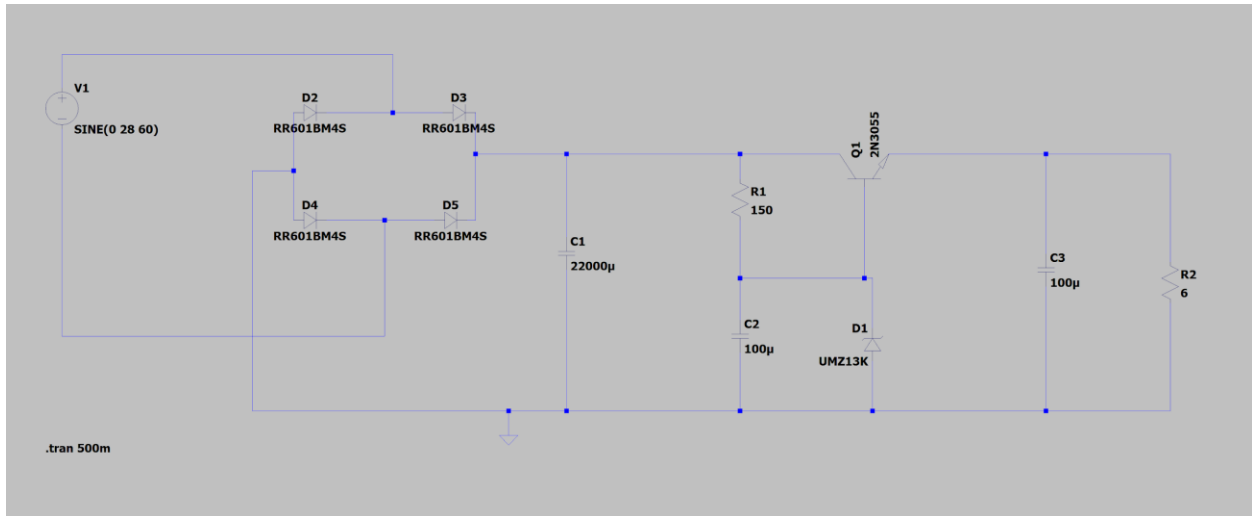 V1
SINE(0 28 60)
D2
RR601BM4S
D3
RR601BM4S
D4
RR601BM4S
D5
RR601BM4S
C1
22000µ
R1
150
Q1
2N3055
C2
100µ
D1
UMZ13K
C3
100µ
R2
6
.tran 500m